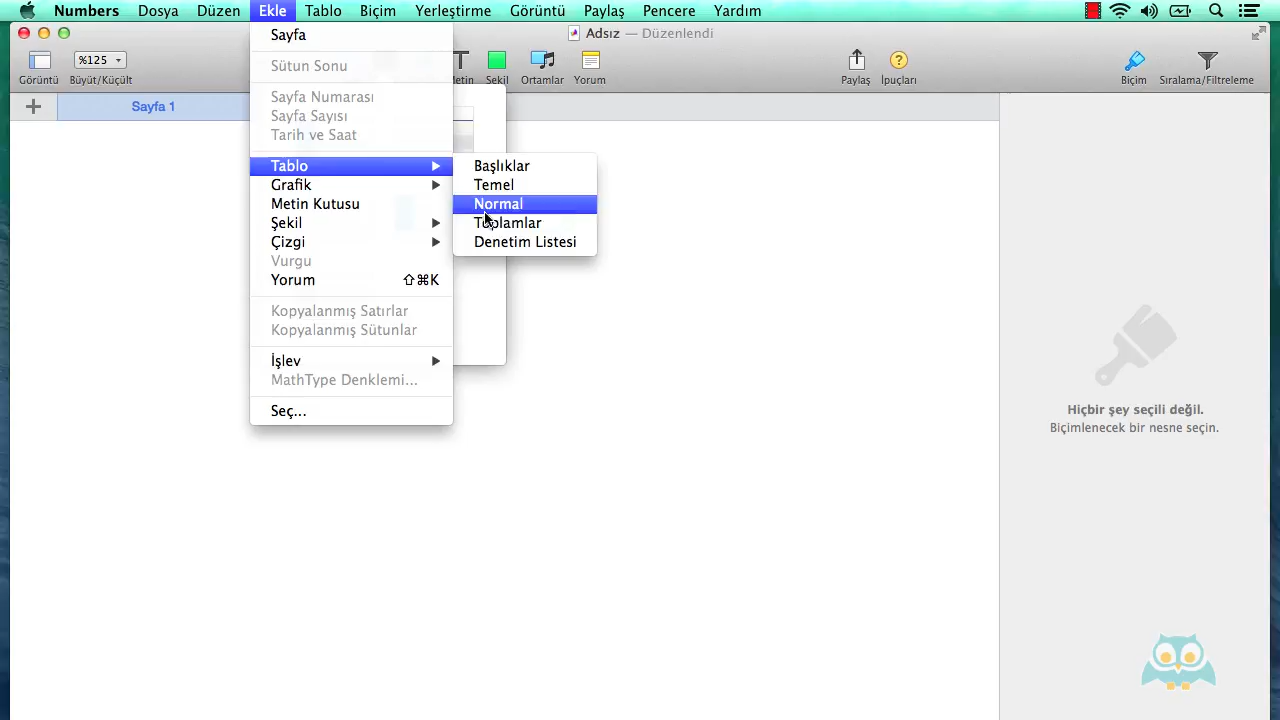 Numbers Dosya Düzen Ekle Tablo Biçim Yerleştirme Görüntü Paylaş Pencere Yardım
Adsız — Düzenlendi
%125
Görüntü Büyüt/Küçült Metin Şekil Ortamlar Yorum Paylaş İpuçları Biçim Sıralama/Filtreleme
Sayfa 1
Sayfa
Sütun Sonu
Sayfa Numarası
Sayfa Sayısı
Tarih ve Saat
Tablo
Grafik
Metin Kutusu
Şekil
Çizgi
Vurgu
Yorum ⇧⌘K
Kopyalanmış Satırlar
Kopyalanmış Sütunlar
İşlev
MathType Denklemi...
Seç...
Başlıklar
Temel
Normal
Toplamlar
Denetim Listesi
Hiçbir şey seçili değil.
Biçimlenecek bir nesne seçin.